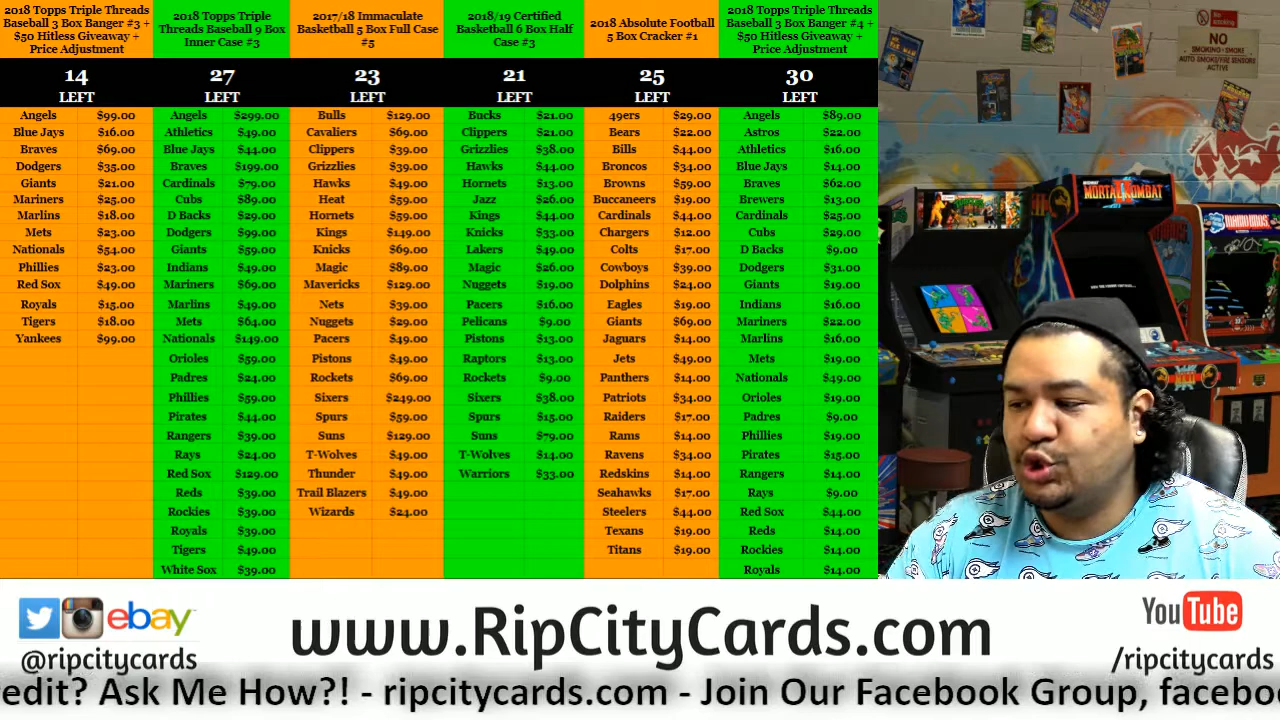 2018 Topps Triple Threads
Baseball 3 Box Banger #3 +
$50 Hitless Giveaway +
Price Adjustment
14
LEFT
Angels $99.00
Blue Jays $16.00
Braves $69.00
Dodgers $35.00
Giants $21.00
Mariners $25.00
Marlins $18.00
Mets $23.00
Nationals $54.00
Phillies $23.00
Red Sox $49.00
Royals $15.00
Tigers $18.00
Yankees $99.00
2018 Topps Triple
Threads Baseball 9 Box
Inner Case #3
27
LEFT
Angels $299.00
Athletics $49.00
Blue Jays $44.00
Braves $199.00
Cardinals $79.00
Cubs $89.00
D Backs $29.00
Dodgers $99.00
Giants $59.00
Indians $49.00
Mariners $69.00
Marlins $49.00
Mets $64.00
Nationals $149.00
Orioles $59.00
Padres $24.00
Phillies $59.00
Pirates $44.00
Rangers $39.00
Rays $24.00
Red Sox $129.00
Reds $39.00
Rockies $39.00
Royals $39.00
Tigers $49.00
White Sox $39.00
2017/18 Immaculate
Basketball 5 Box Full Case
#5
23
LEFT
Bulls $129.00
Cavaliers $69.00
Clippers $39.00
Grizzlies $39.00
Hawks $49.00
Heat $59.00
Hornets $59.00
Kings $149.00
Knicks $69.00
Magic $89.00
Mavericks $129.00
Nets $39.00
Nuggets $29.00
Pacers $49.00
Pistons $49.00
Rockets $69.00
Sixers $249.00
Spurs $59.00
Suns $129.00
T-Wolves $49.00
Thunder $49.00
Trail Blazers $49.00
Wizards $24.00
2018/19 Certified
Basketball 6 Box Half
Case #3
21
LEFT
Bucks $21.00
Clippers $21.00
Grizzlies $38.00
Hawks $44.00
Hornets $13.00
Jazz $26.00
Kings $44.00
Knicks $33.00
Lakers $49.00
Magic $26.00
Nuggets $19.00
Pacers $16.00
Pelicans $9.00
Pistons $13.00
Raptors $13.00
Rockets $9.00
Sixers $38.00
Spurs $15.00
Suns $79.00
T-Wolves $14.00
Warriors $33.00
2018 Absolute Football
5 Box Cracker #1
25
LEFT
49ers $29.00
Bears $22.00
Bills $44.00
Broncos $34.00
Browns $59.00
Buccaneers $19.00
Cardinals $44.00
Chargers $12.00
Colts $17.00
Cowboys $39.00
Dolphins $24.00
Eagles $19.00
Giants $69.00
Jaguars $14.00
Jets $49.00
Panthers $14.00
Patriots $34.00
Raiders $17.00
Rams $14.00
Ravens $34.00
Redskins $14.00
Seahawks $17.00
Steelers $44.00
Texans $19.00
Titans $19.00
2018 Topps Triple Threads
Baseball 3 Box Banger #4 +
$50 Hitless Giveaway +
Price Adjustment
30
LEFT
Angels $89.00
Astros $22.00
Athletics $16.00
Blue Jays $14.00
Braves $62.00
Brewers $13.00
Cardinals $25.00
Cubs $29.00
D Backs $9.00
Dodgers $31.00
Giants $19.00
Indians $16.00
Mariners $22.00
Marlins $16.00
Mets $19.00
Nationals $49.00
Orioles $19.00
Padres $9.00
Phillies $19.00
Pirates $15.00
Rangers $14.00
Rays $9.00
Red Sox $44.00
Reds $14.00
Rockies $14.00
Royals $14.00
No smoking
NO
SMOKING
ACTIVE
MORTAL KOMBAT
MARIO BROS
ebay
@ripcitycards
www.RipCityCards.com
YouTube
/ripcitycards
redit? Ask Me How?! - ripcitycards.com - Join Our Facebook Group, facebo